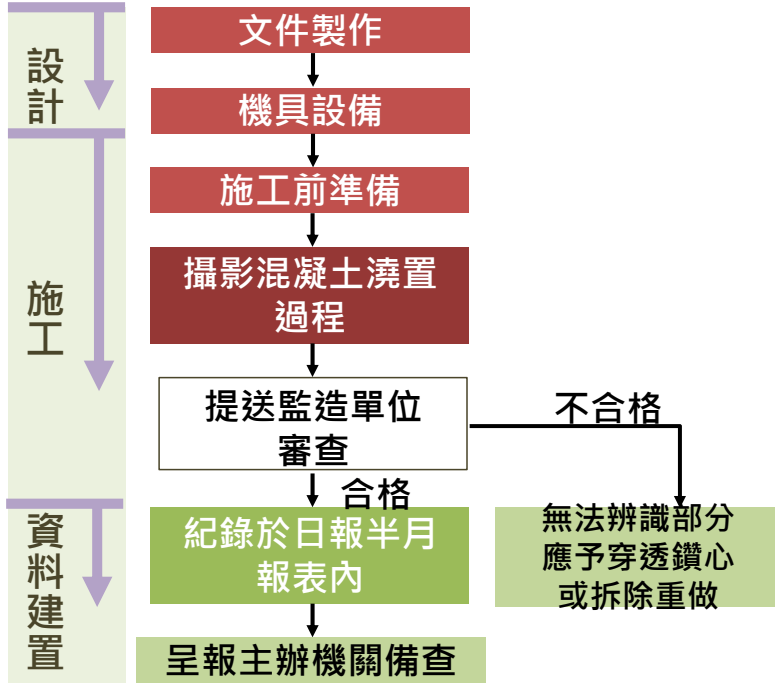 設計
文件製作
機具設備
施工
施工前準備
攝影混凝土澆置
過程
提送監造單位
審查
不合格
合格
資料建置
紀錄於日報半月
報表內
無法辨識部分
應予穿透鑽心
或拆除重做
呈報主辦機關備查